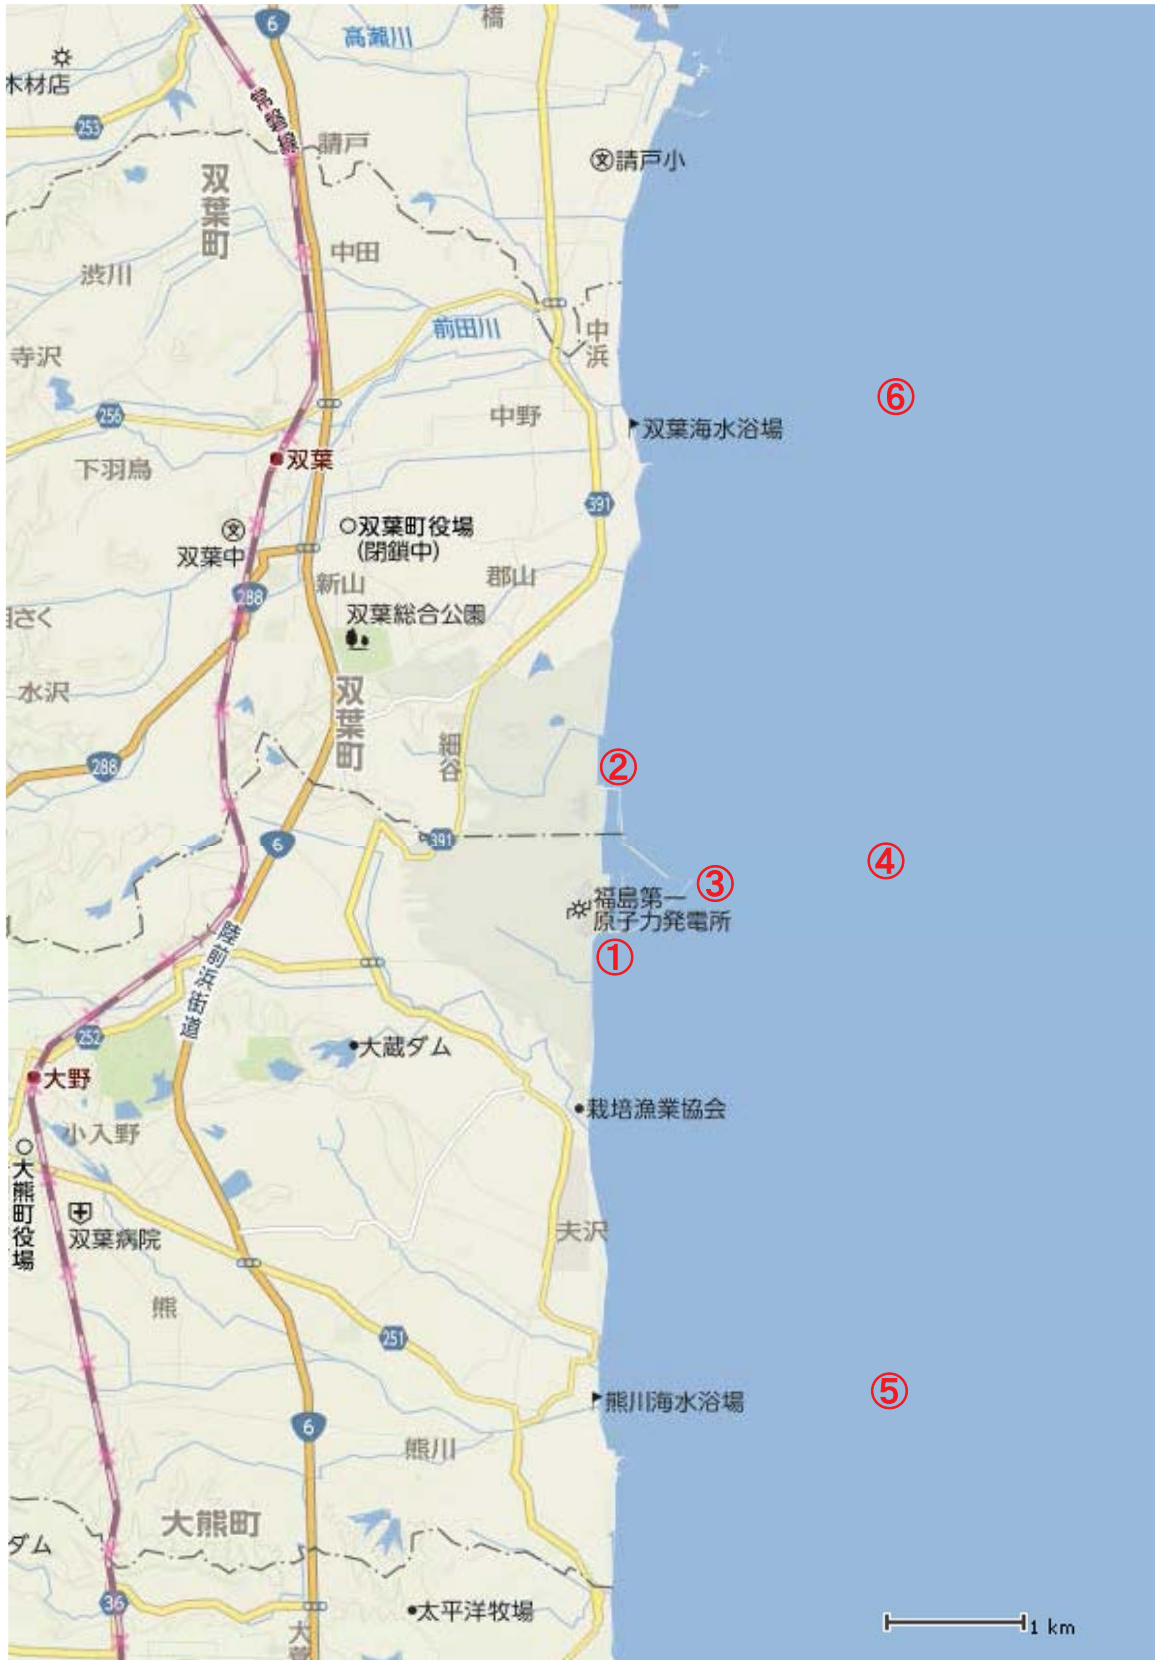 橋
6
高瀬川
木材店
常磐線
253
請戸
請戸小
双葉町
中田
渋川
前田川
中浜
寺沢
⑥
256
中野
双葉海水浴場
双葉
下羽鳥
391
双葉町役場
(閉鎖中)
双葉中
新山
郡山
288
双葉総合公園
水沢
双葉町
細谷
288
②
6
391
④
③
福島第一
原子力発電所
①
陸前浜街道
252
大蔵ダム
大野
栽培漁業協会
小入野
大熊町役場
双葉病院
夫沢
熊
251
⑤
熊川海水浴場
6
熊川
大熊町
ダム
36
太平洋牧場
1 km